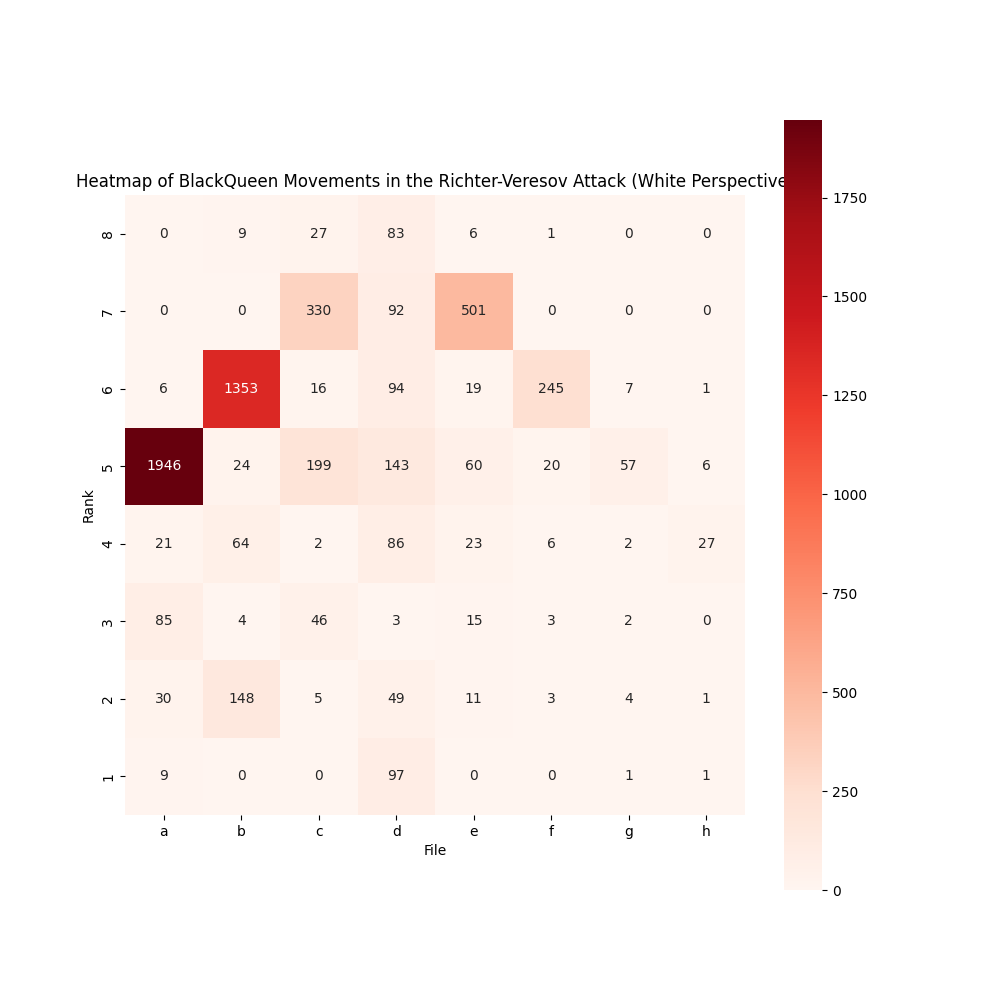 Heatmap of BlackQueen Movements in the Richter-Veresov Attack (White Perspective
8 0 9 27 83 6 1 0 0
7 0 0 330 92 501 0 0 0
6 6 1353 16 94 19 245 7 1
5 1946 24 199 143 60 20 57 6
4 21 64 2 86 23 6 2 27
3 85 4 46 3 15 3 2 0
2 30 148 5 49 11 3 4 1
1 9 0 0 97 0 0 1 1
a b c d e f g h
File
Rank
1750
1500
1250
1000
750
500
250
0